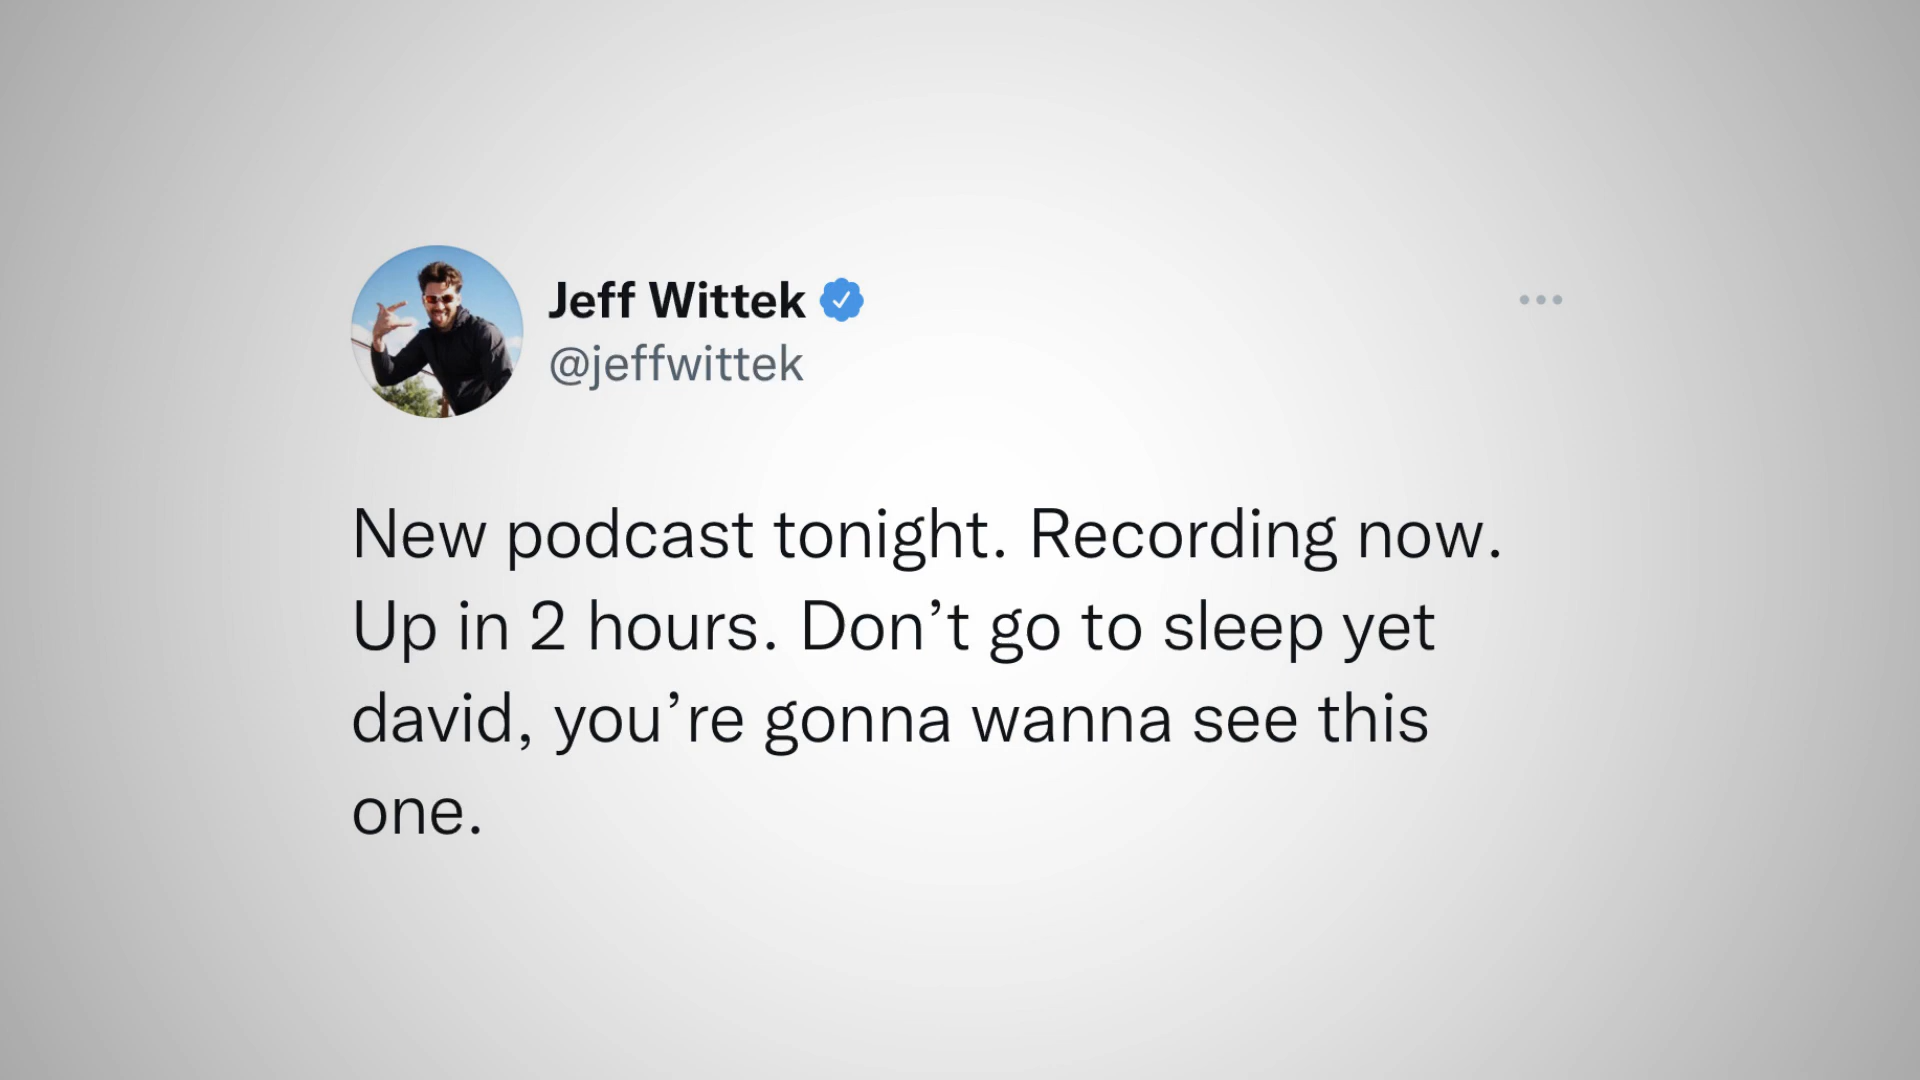 Jeff Wittek
@jeffwittek
New podcast tonight. Recording now.
Up in 2 hours. Don’t go to sleep yet
david, you’re gonna wanna see this
one.